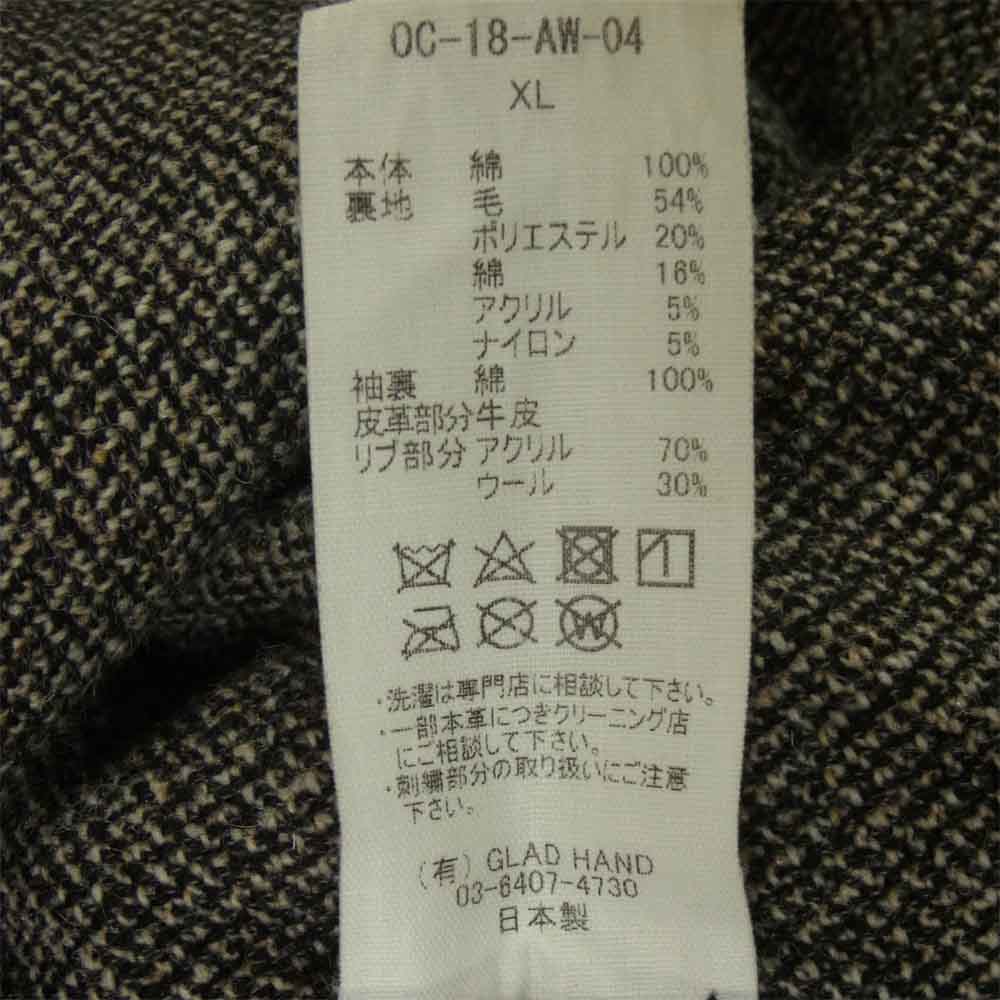 OC-18-AW-04
XL
本体 綿 100%
裏地 毛 54%
ポリエステル 20%
綿 16%
アクリル 5%
ナイロン 5%
袖裏 綿 100%
皮革部分 牛皮
リブ部分 アクリル 70%
ウール 30%
W
・洗濯は専門店に相談して下さい。
・一部本革につきクリーニング店
にご相談して下さい。
・刺繍部分の取り扱いにご注意
下さい。
(有) GLAD HAND
03-6407-4730
日本製